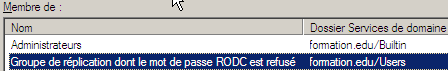 Membre de :
Nom Dossier Services de domaine
Administrateurs formation.edu/Builtin
Groupe de réplication dont le mot de passe RODC est refusé formation.edu/Users